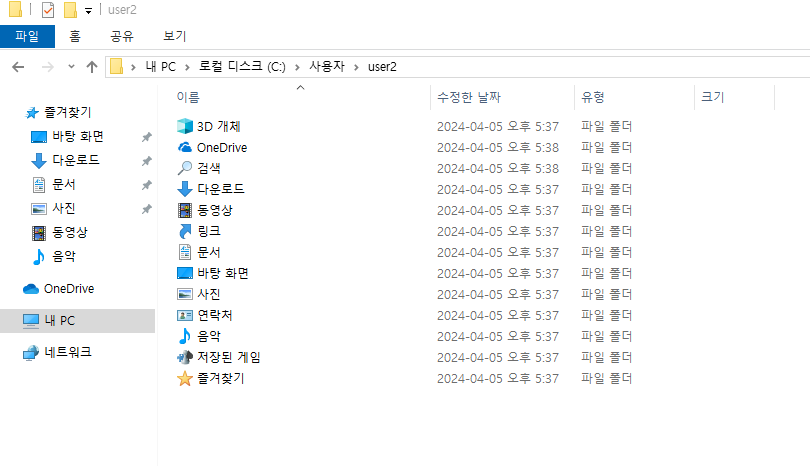 user2
파일 홈 공유 보기
내 PC 로컬 디스크 (C:) 사용자 user2
이름 수정한 날짜 유형 크기
즐겨찾기
바탕 화면
다운로드
문서
사진
동영상
음악
OneDrive
내 PC
네트워크
3D 개체 2024-04-05 오후 5:37 파일 폴더
OneDrive 2024-04-05 오후 5:38 파일 폴더
검색 2024-04-05 오후 5:38 파일 폴더
다운로드 2024-04-05 오후 5:37 파일 폴더
동영상 2024-04-05 오후 5:37 파일 폴더
링크 2024-04-05 오후 5:37 파일 폴더
문서 2024-04-05 오후 5:37 파일 폴더
바탕 화면 2024-04-05 오후 5:37 파일 폴더
사진 2024-04-05 오후 5:37 파일 폴더
연락처 2024-04-05 오후 5:37 파일 폴더
음악 2024-04-05 오후 5:37 파일 폴더
저장된 게임 2024-04-05 오후 5:37 파일 폴더
즐겨찾기 2024-04-05 오후 5:37 파일 폴더